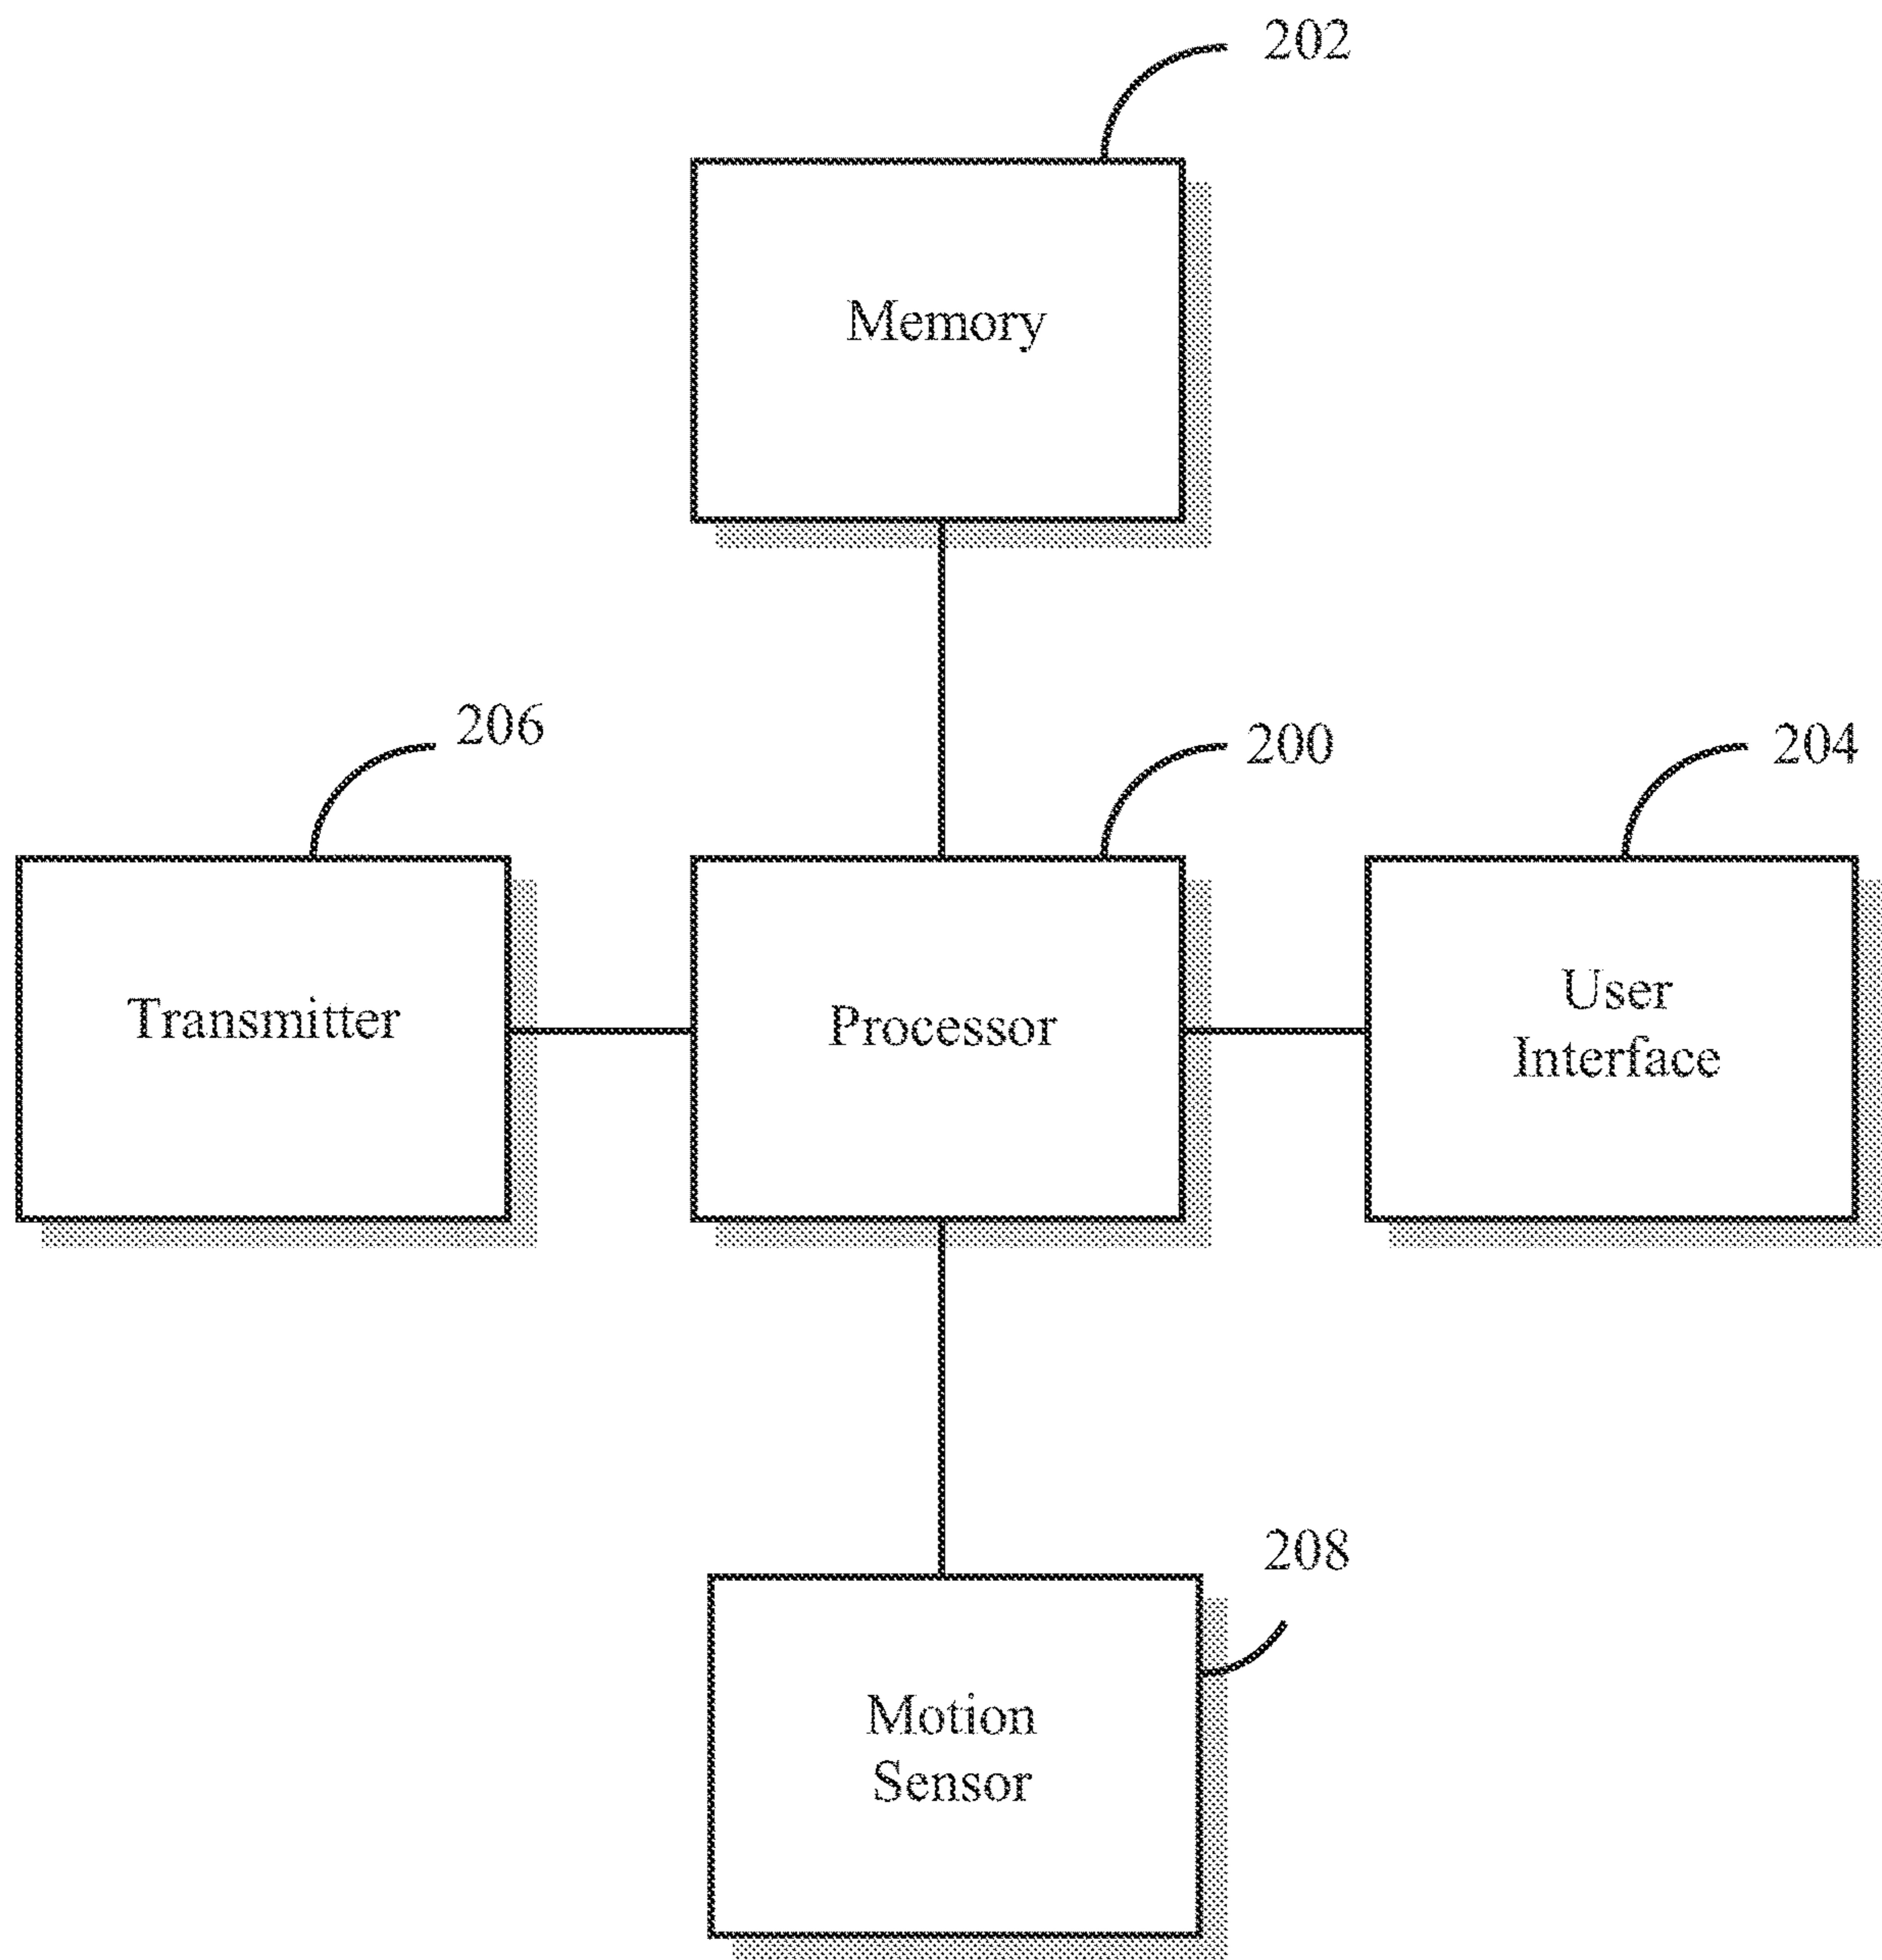 202
Memory
206
200
204
Transmitter
Processor
User
Interface
208
Motion
Sensor